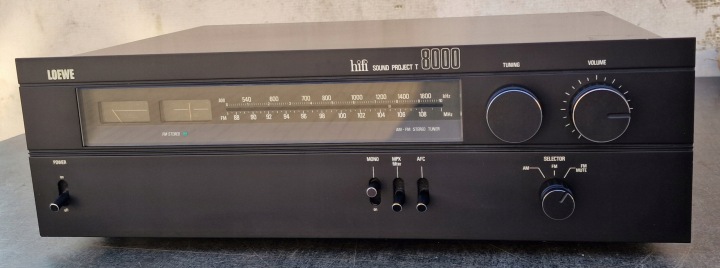 LOEWE
hifi SOUND PROJECT T 8000
TUNING
VOLUME
AM 540 600 700 800 1000 1200 1400 1600 kHz
FM 88 90 92 94 96 98 100 102 104 106 108 MHz
FM STEREO
AM-FM STEREO TUNER
POWER
MONO
MPX filter
AFC
SELECTOR
AM
FM
FM MUTE